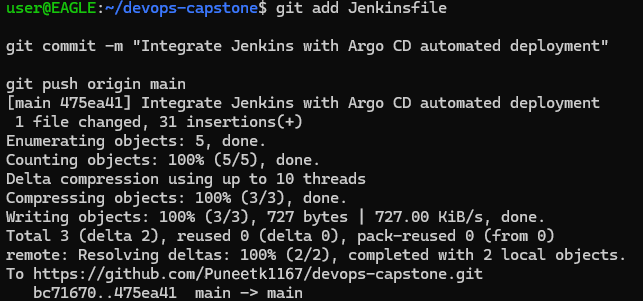 user@EAGLE:~/devops-capstone$ git add Jenkinsfile
git commit -m "Integrate Jenkins with Argo CD automated deployment"
git push origin main
[main 475ea41] Integrate Jenkins with Argo CD automated deployment
 1 file changed, 31 insertions(+)
Enumerating objects: 5, done.
Counting objects: 100% (5/5), done.
Delta compression using up to 10 threads
Compressing objects: 100% (3/3), done.
Writing objects: 100% (3/3), 727 bytes | 727.00 KiB/s, done.
Total 3 (delta 2), reused 0 (delta 0), pack-reused 0 (from 0)
remote: Resolving deltas: 100% (2/2), completed with 2 local objects.
To https://github.com/Puneetk1167/devops-capstone.git
   bc71670..475ea41  main -> main